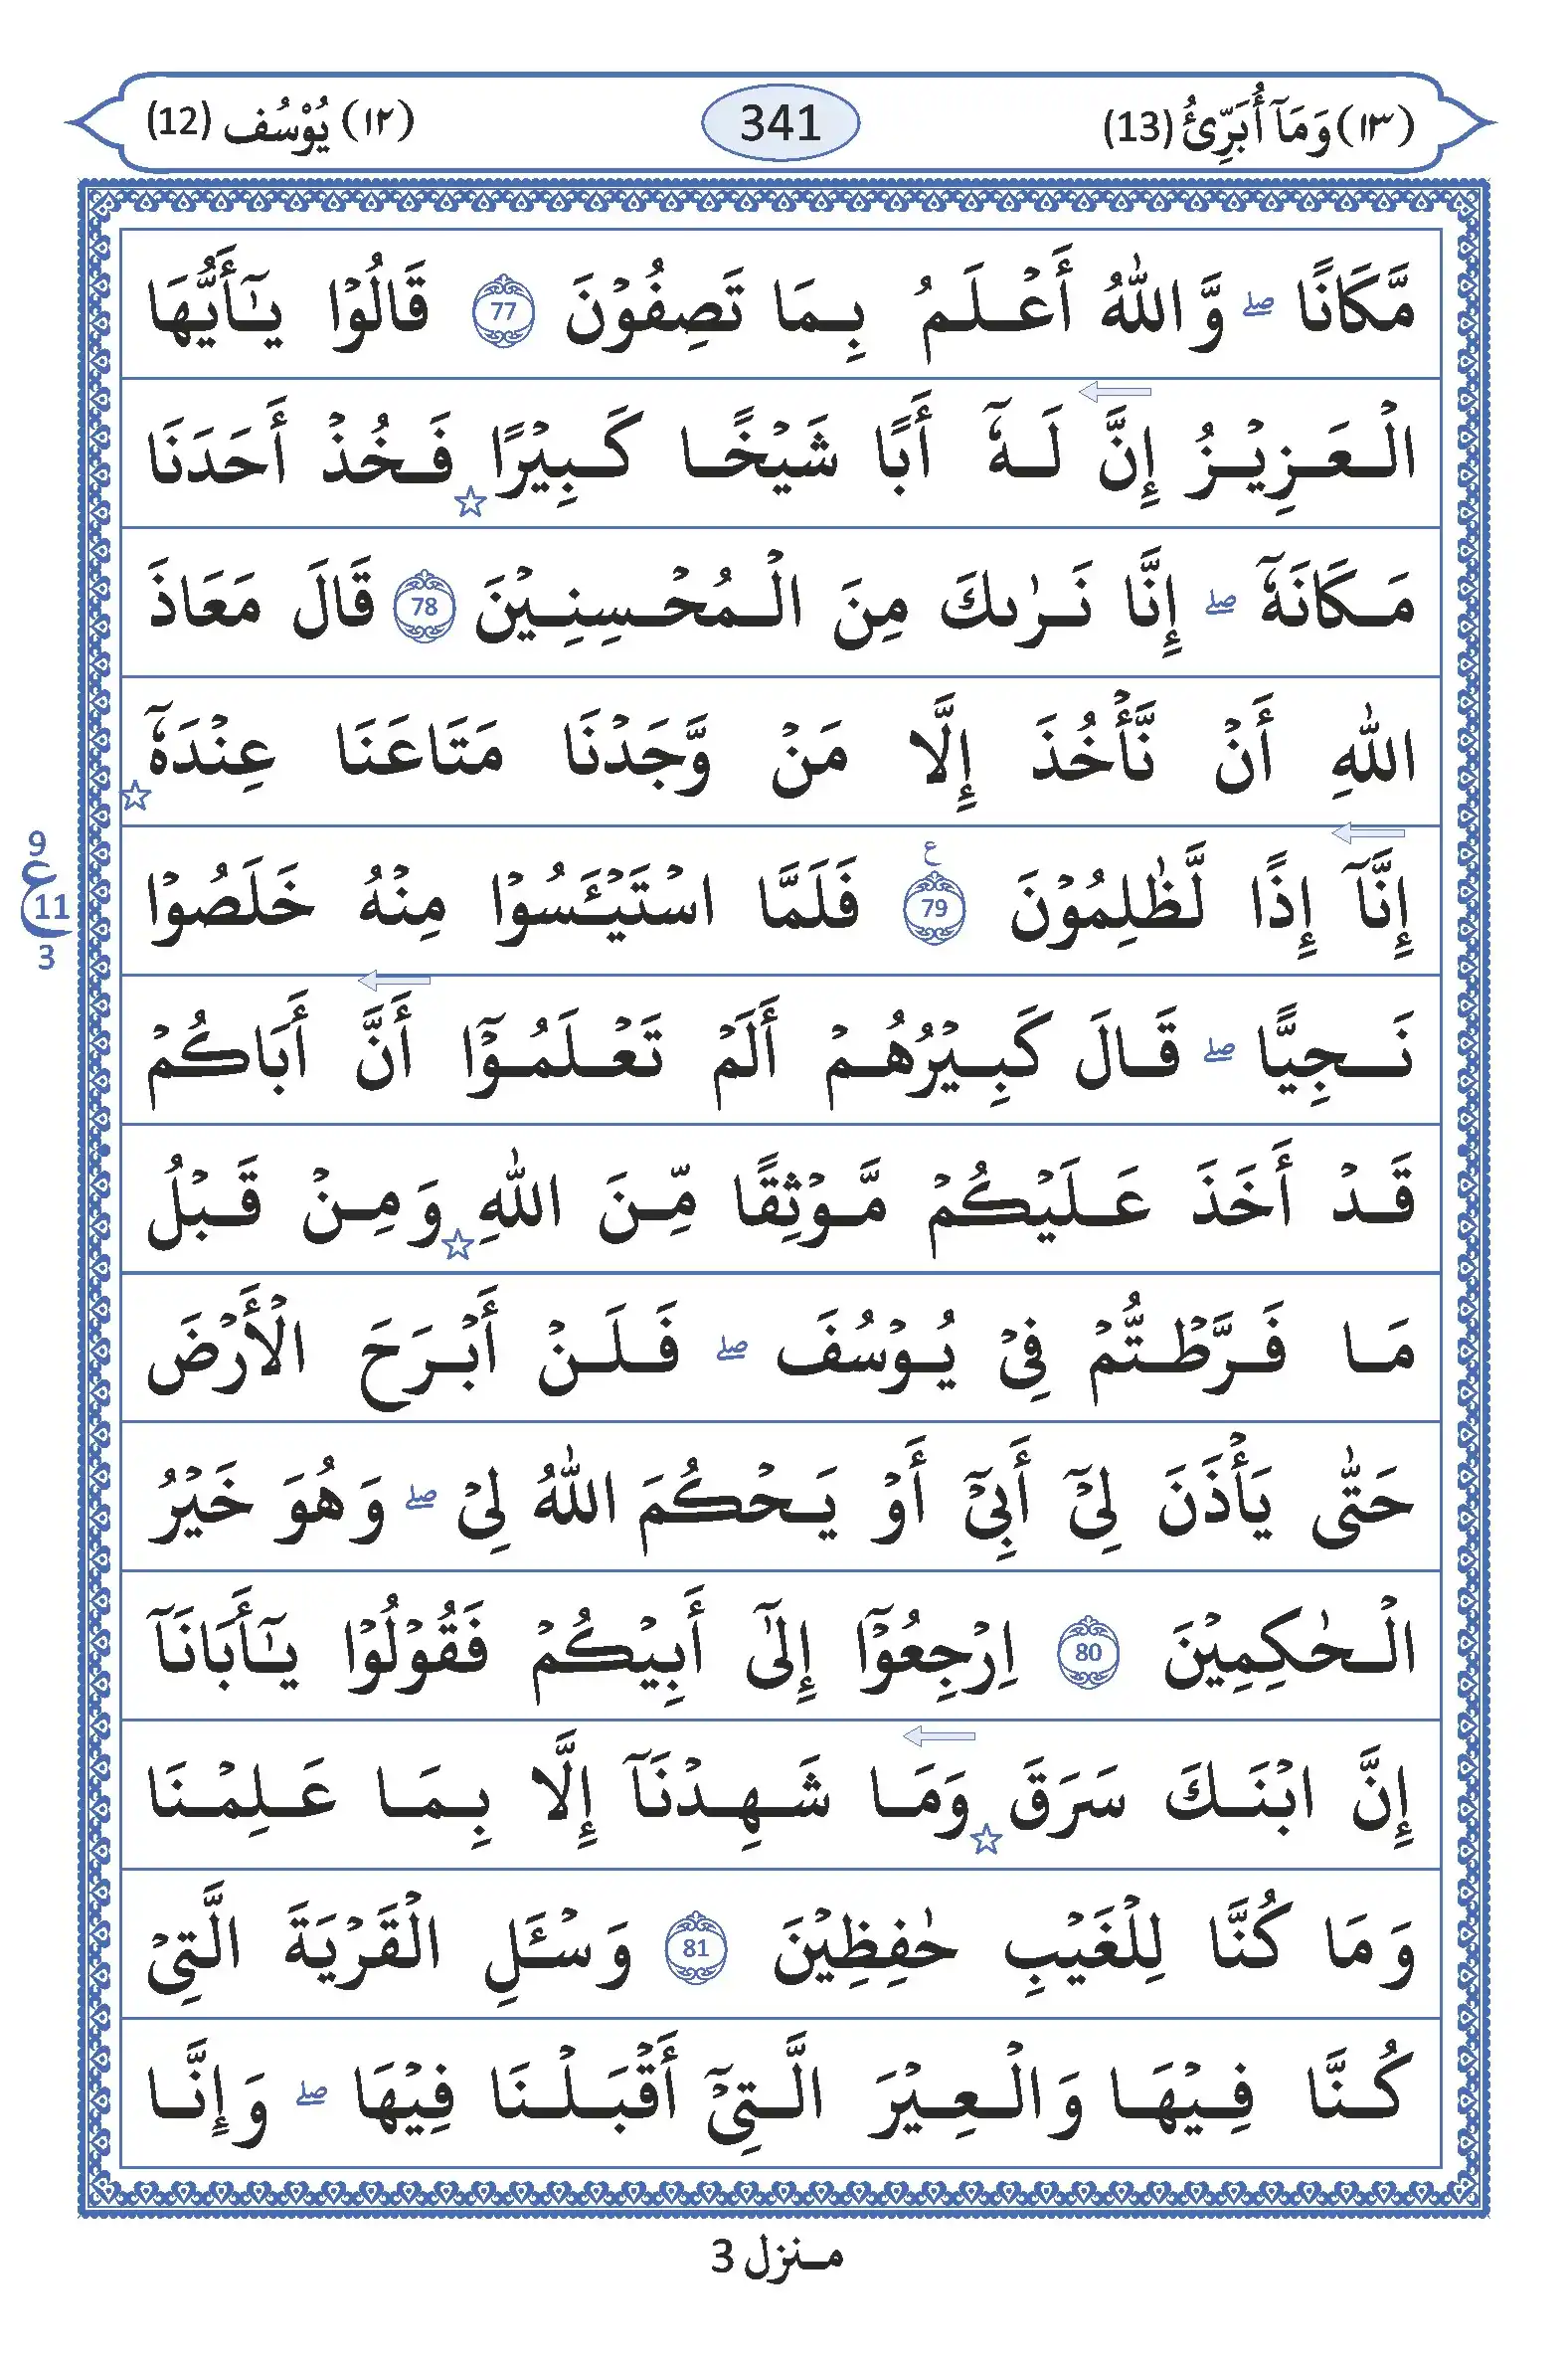 (١٣) وَمَآ أُبَرِّئُ (13) 341 (١٢) يُوْسُف (12)
مَّكَانًا ۖ وَّاللّٰهُ أَعْلَمُ بِمَا تَصِفُوْنَ 77 قَالُوْا يٰٓأَيُّهَا
الْعَزِيْزُ إِنَّ لَهٗٓ أَبًا شَيْخًا كَبِيْرًا ☆ فَخُذْ أَحَدَنَا
مَكَانَهٗٓ ۖ إِنَّا نَرٰىكَ مِنَ الْمُحْسِنِيْنَ 78 قَالَ مَعَاذَ
اللّٰهِ أَنْ نَّأْخُذَ إِلَّا مَنْ وَّجَدْنَا مَتَاعَنَا عِنْدَهٗٓ ☆
إِنَّآ إِذًا لَّظٰلِمُوْنَ 79 ع فَلَمَّا اسْتَيْـَٔسُوْا مِنْهُ خَلَصُوْا
9 ع 11 3
نَجِيًّا ۖ قَالَ كَبِيْرُهُمْ أَلَمْ تَعْلَمُوْٓا أَنَّ أَبَاكُمْ
قَدْ أَخَذَ عَلَيْكُمْ مَّوْثِقًا مِّنَ اللّٰهِ ☆ وَمِنْ قَبْلُ
مَا فَرَّطْتُّمْ فِيْ يُوْسُفَ ۖ فَلَنْ أَبْرَحَ الْأَرْضَ
حَتّٰى يَأْذَنَ لِيْٓ أَبِيْٓ أَوْ يَحْكُمَ اللّٰهُ لِيْ ۖ وَهُوَ خَيْرُ
الْحٰكِمِيْنَ 80 اِرْجِعُوْٓا إِلٰٓى أَبِيْكُمْ فَقُوْلُوْا يٰٓأَبَانَآ
إِنَّ ابْنَكَ سَرَقَ ☆ وَمَا شَهِدْنَآ إِلَّا بِمَا عَلِمْنَا
وَمَا كُنَّا لِلْغَيْبِ حٰفِظِيْنَ 81 وَسْـَٔلِ الْقَرْيَةَ الَّتِيْ
كُنَّا فِيْهَا وَالْعِيْرَ الَّتِيْٓ أَقْبَلْنَا فِيْهَا ۖ وَإِنَّا
منزل 3